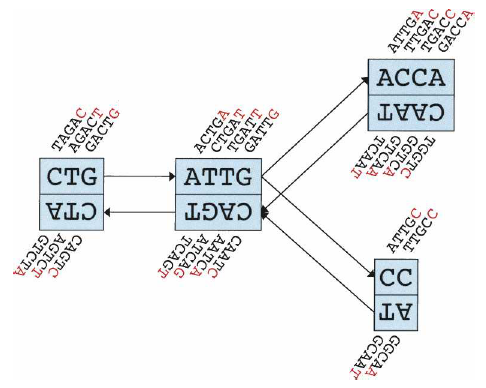 TAGAC
AGACT
GACTG
CTG
CTA
GTCTA
AGTCT
CAGTC
ACTGA
CTGAT
TGATT
GATTG
ATTG
CAGT
TCAGT
ATCAG
AATCA
CAATC
ATTGA
TTGAC
TGACC
GACCA
ACCA
CAAT
TCAAT
GTCAA
GGTCA
TGGTC
ATTGC
TTGCC
CC
AT
GCAAT
GGCAA